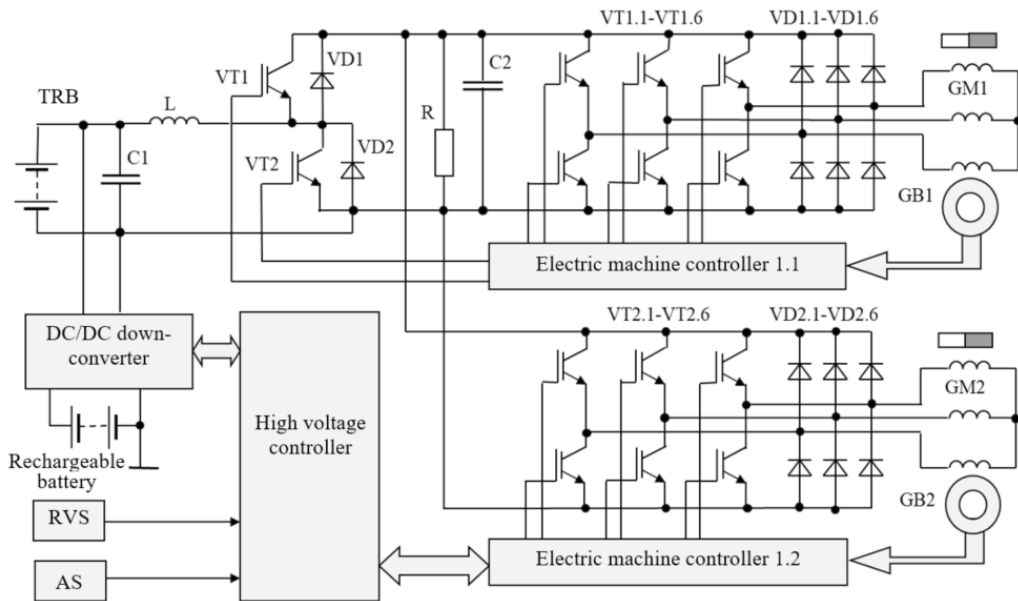 VT1.1-VT1.6
VD1.1-VD1.6
VD1
C2
VT1
GM1
TRB
L
R
C1
VT2
VD2
GB1
Electric machine controller 1.1
VT2.1-VT2.6
VD2.1-VD2.6
DC/DC down-
converter
GM2
High voltage
controller
Rechargeable
battery
GB2
RVS
Electric machine controller 1.2
AS